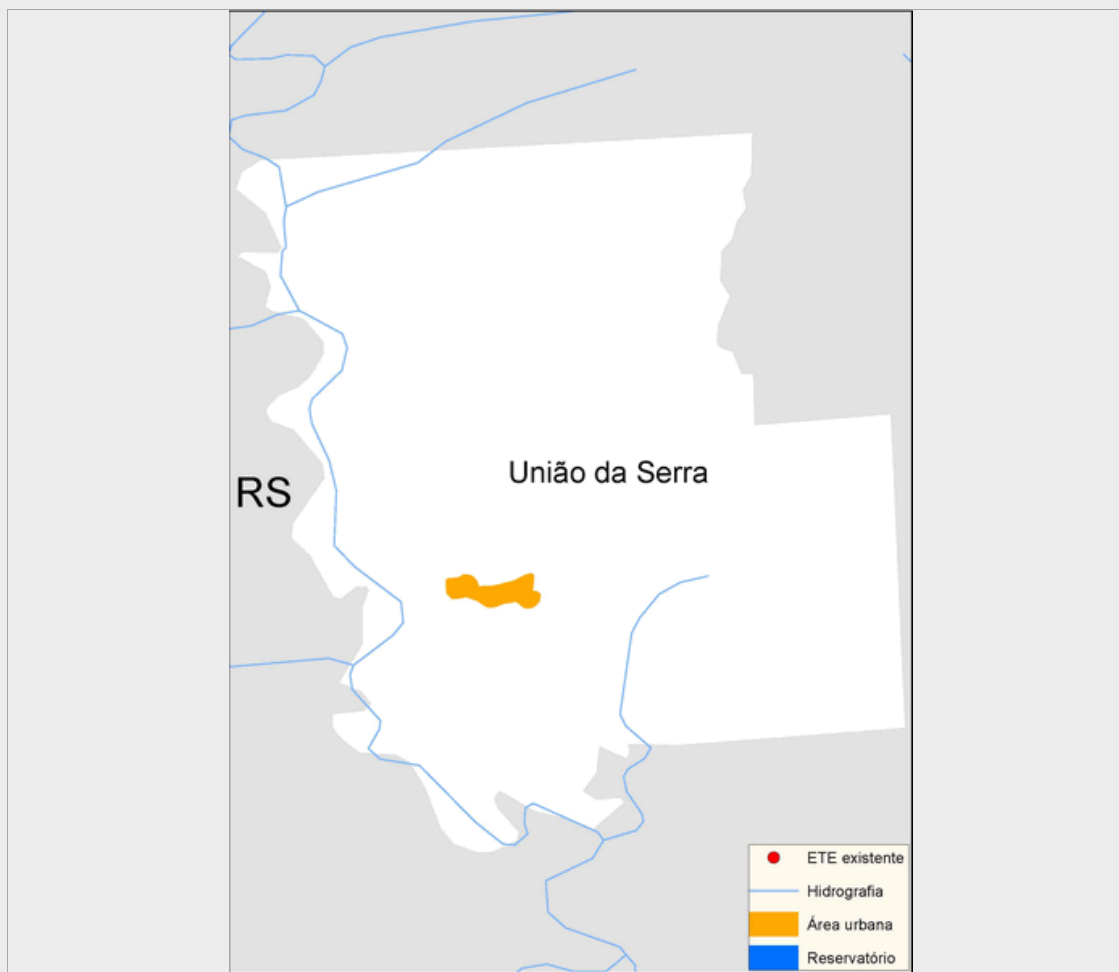 União da Serra
RS
ETE existente
Hidrografia
Área urbana
Reservatório